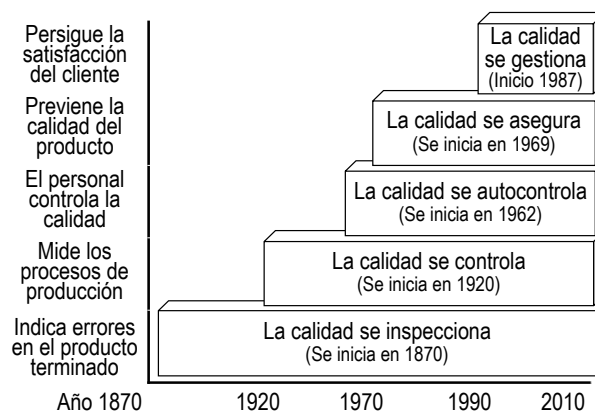 Persigue la
satisfacción
del cliente
La calidad
se gestiona
(Inicio 1987)
Previene la
calidad del
producto
La calidad se asegura
(Se inicia en 1969)
El personal
controla la
calidad
La calidad se autocontrola
(Se inicia en 1962)
Mide los
procesos de
producción
La calidad se controla
(Se inicia en 1920)
Indica errores
en el producto
terminado
La calidad se inspecciona
(Se inicia en 1870)
Año 1870 1920 1970 1990 2010